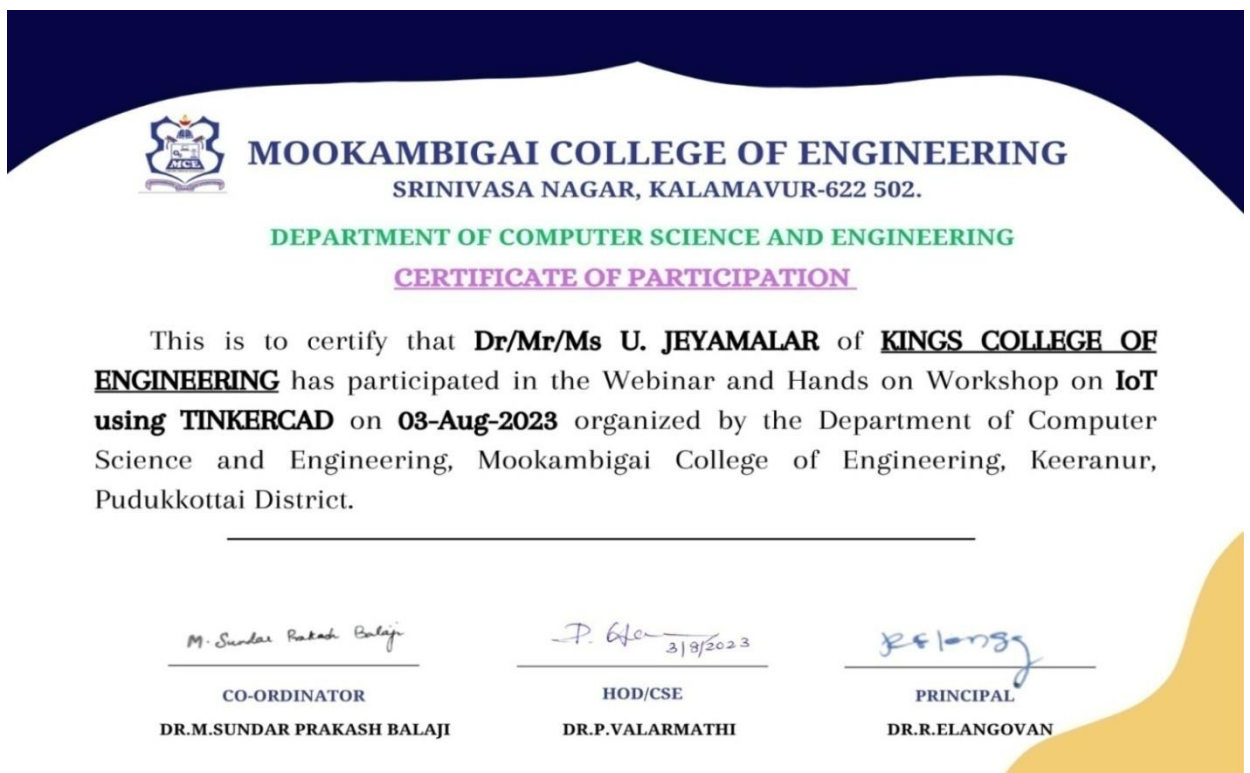 MCE
MOOKAMBIGAI COLLEGE OF ENGINEERING
SRINIVASA NAGAR, KALAMAVUR-622 502.
DEPARTMENT OF COMPUTER SCIENCE AND ENGINEERING
CERTIFICATE OF PARTICIPATION
This is to certify that Dr/Mr/Ms U. JEYAMALAR of KINGS COLLEGE OF
ENGINEERING has participated in the Webinar and Hands on Workshop on IoT
using TINKERCAD on 03-Aug-2023 organized by the Department of Computer
Science and Engineering, Mookambigai College of Engineering, Keeranur,
Pudukkottai District.
M. Sundar Prakash Balaji
P. 3/8/2023
CO-ORDINATOR HOD/CSE PRINCIPAL
DR.M.SUNDAR PRAKASH BALAJI DR.P.VALARMATHI DR.R.ELANGOVAN